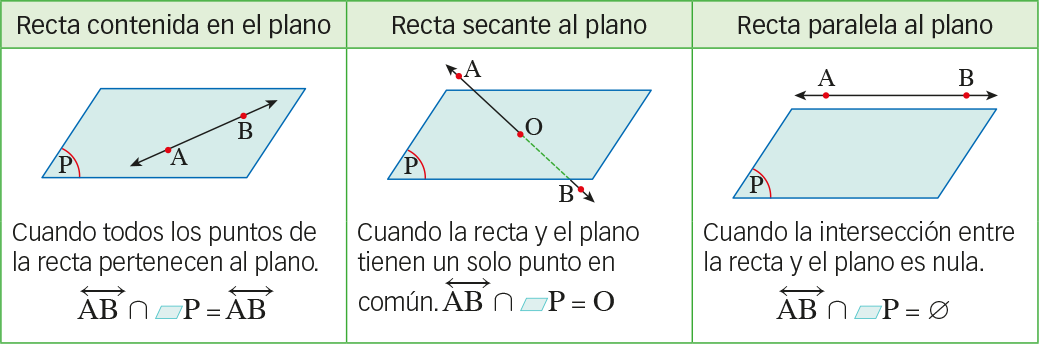 Recta contenida en el plano
P
A
B
Cuando todos los puntos de
la recta pertenecen al plano.
AB ∩ ▱P = AB
Recta secante al plano
A
O
P
B
Cuando la recta y el plano
tienen un solo punto en
común. AB ∩ ▱P = O
Recta paralela al plano
A B
P
Cuando la intersección entre
la recta y el plano es nula.
AB ∩ ▱P = ∅